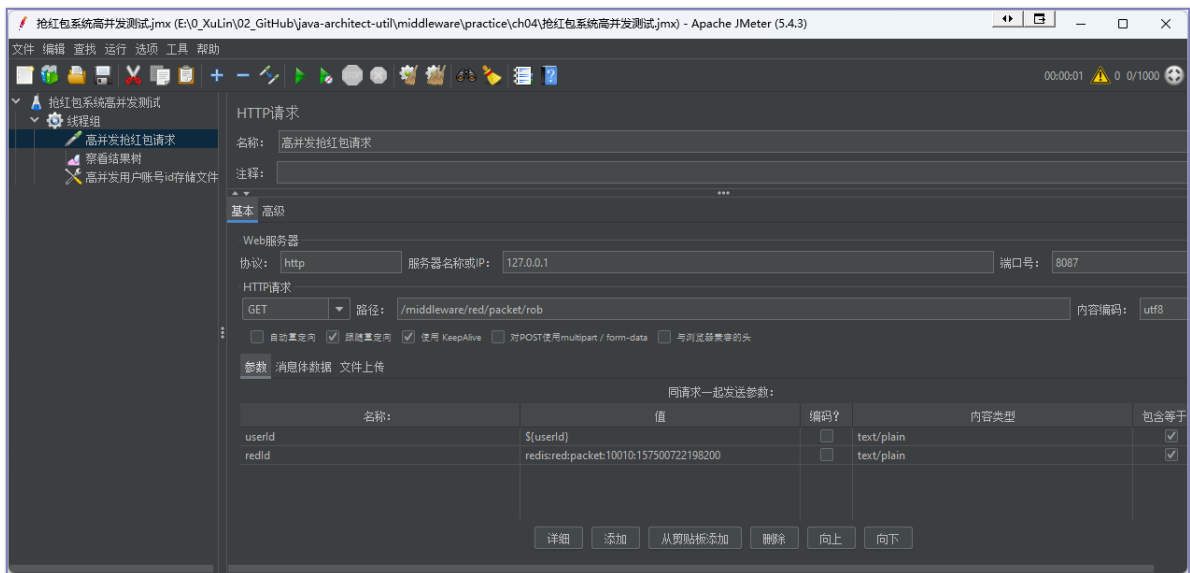 抢红包系统高并发测试.jmx (E:\0_XuLin\02_GitHub\java-architect-util\middleware\practice\ch04\抢红包系统高并发测试.jmx) - Apache JMeter (5.4.3)
文件 编辑 查找 运行 选项 工具 帮助
00:00:01 0 0/1000
抢红包系统高并发测试
线程组
高并发抢红包请求
察看结果树
高并发用户账号id存储文件
HTTP请求
名称: 高并发抢红包请求
注释:
基本 高级
Web服务器
协议: http 服务器名称或IP: 127.0.0.1 端口号: 8087
HTTP请求
GET 路径: /middleware/red/packet/rob 内容编码: utf8
自动重定向 跟随重定向 使用 KeepAlive 对POST使用multipart / form-data 与浏览器兼容的头
参数 消息体数据 文件上传
同请求一起发送参数:
名称: 值 编码? 内容类型 包含等于
userId ${userId} text/plain
redId redis:red:packet:10010:157500722198200 text/plain
详细 添加 从剪贴板添加 删除 向上 向下